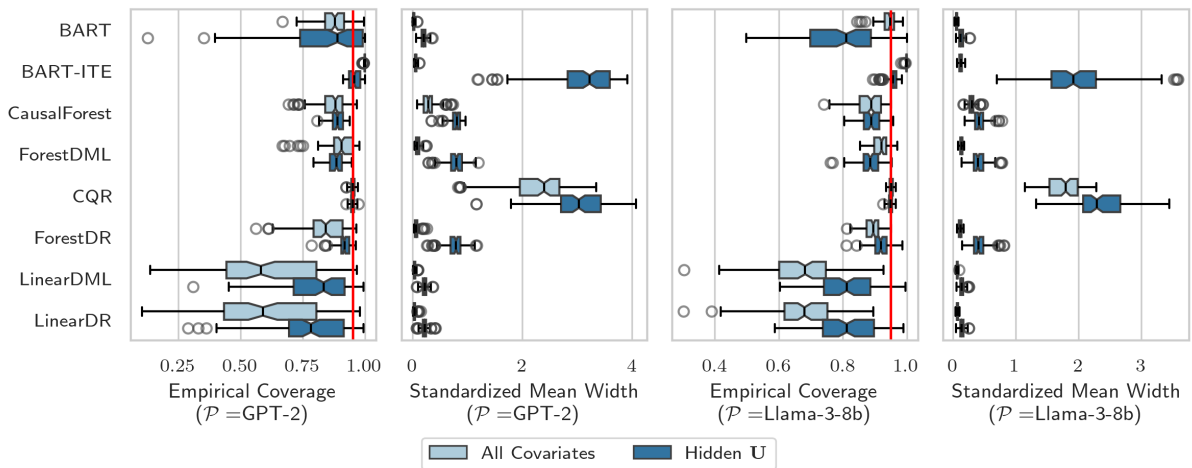 BART
BART-ITE
CausalForest
ForestDML
CQR
ForestDR
LinearDML
LinearDR
0.25 0.50 0.75 1.00
Empirical Coverage
(𝒫 =GPT-2)
0 2 4
Standardized Mean Width
(𝒫 =GPT-2)
0.4 0.6 0.8 1.0
Empirical Coverage
(𝒫 =Llama-3-8b)
0 1 2 3
Standardized Mean Width
(𝒫 =Llama-3-8b)
All Covariates Hidden U